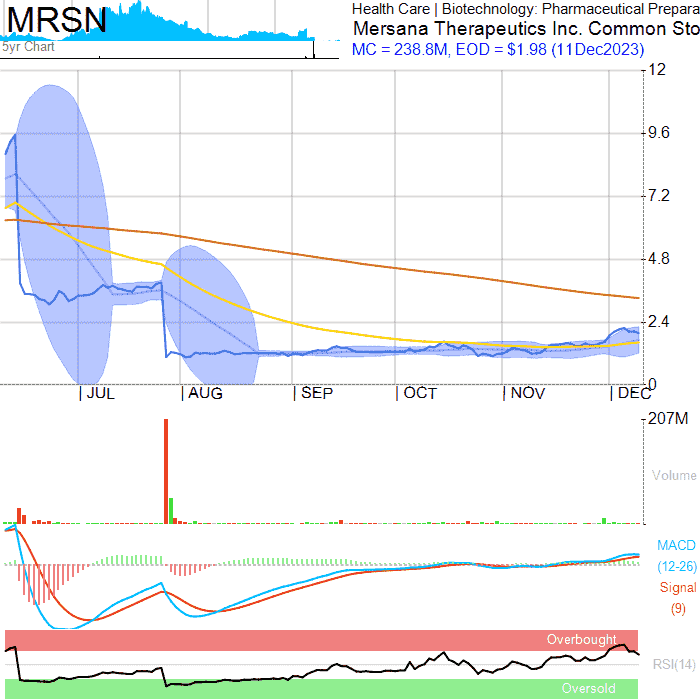 MRSN
5yr Chart
Health Care | Biotechnology: Pharmaceutical Prepara
Mersana Therapeutics Inc. Common Sto
MC = 238.8M, EOD = $1.98 (11Dec2023)
12
9.6
7.2
4.8
2.4
0
JUL
AUG
SEP
OCT
NOV
DEC
207M
Volume
MACD
(12-26)
Signal
(9)
Overbought
RSI(14)
Oversold